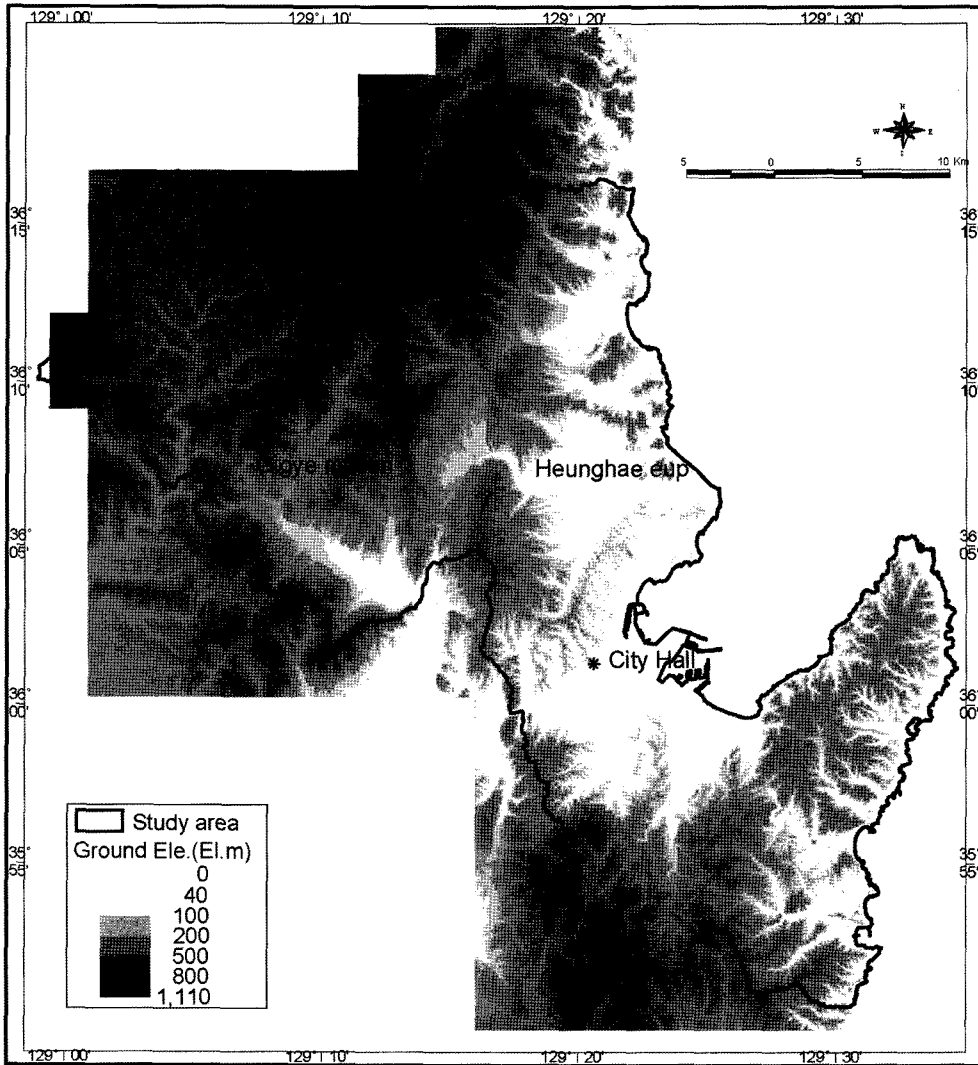 129° 00' 129° 10' 129° 20' 129° 30'
N
W E
5 0 5 10 Km
36° 15' 36° 15'
36° 10' 36° 10'
Heunghae eup
36° 05' 36° 05'
City Hall
36° 00' 36° 00'
35° 55' 35° 55'
Study area
Ground Ele.(El.m)
0
40
100
200
500
800
1,110
129° 00' 129° 10' 129° 20' 129° 30'